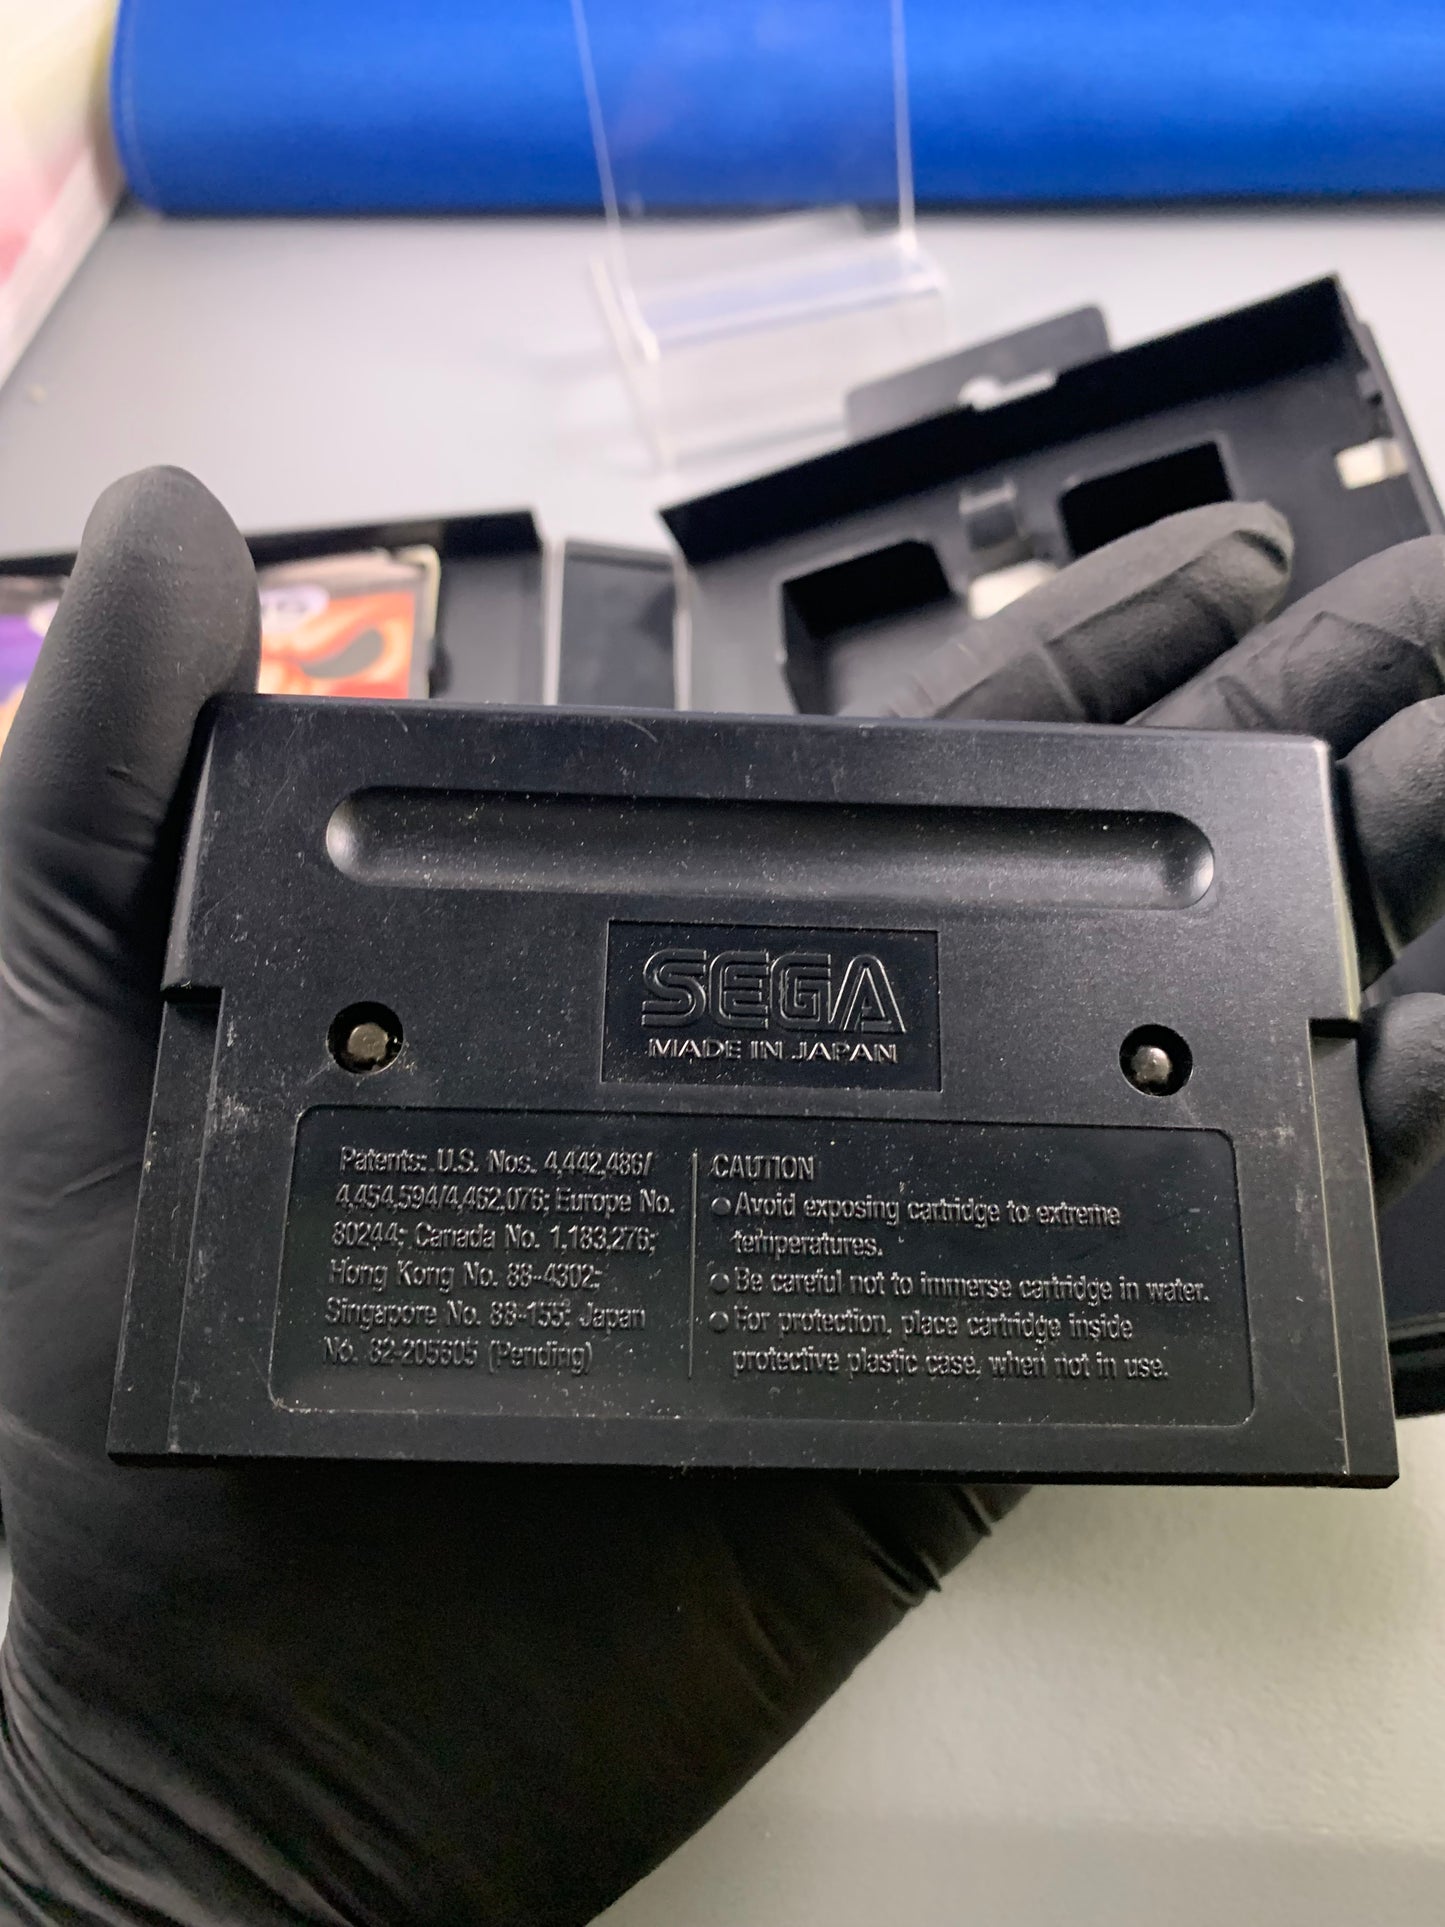 SEGA
MADE IN JAPAN
Patents: U.S. Nos. 4,442,486/
4,454,594/4,462,076; Europe No.
80244; Canada No. 1,183,276;
Hong Kong No. 88-4302;
Singapore No. 88-155; Japan
No. 82-205605 (Pending)
CAUTION
● Avoid exposing cartridge to extreme
temperatures.
● Be careful not to immerse cartridge in water.
● For protection, place cartridge inside
protective plastic case, when not in use.